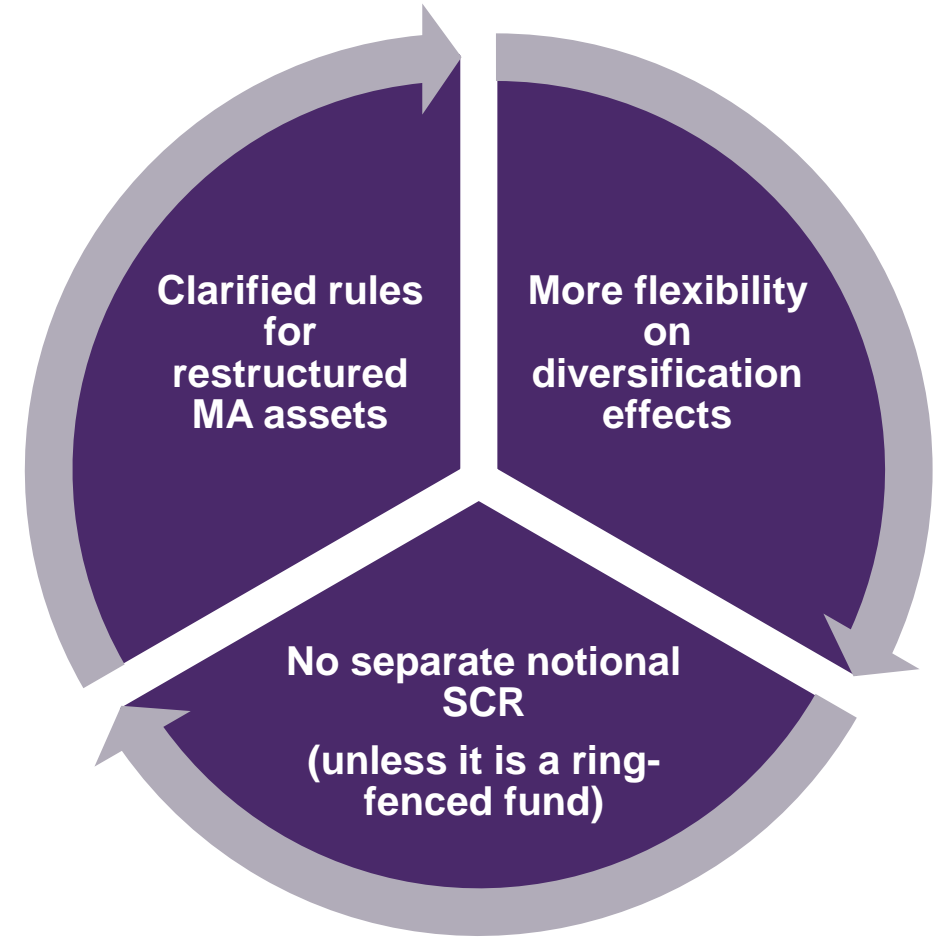 Clarified rules
for
restructured
MA assets
More flexibility
on
diversification
effects
No separate notional
SCR
(unless it is a ring-
fenced fund)